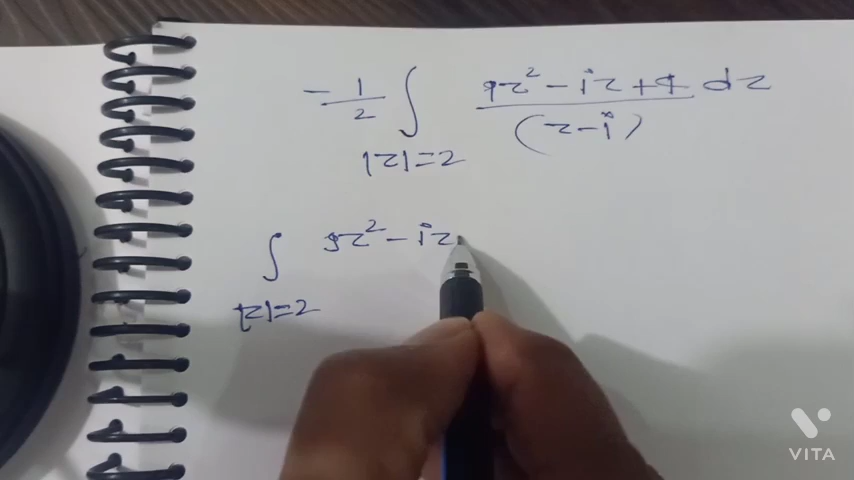 - 1/2 ∫ 9z² - iz + 4 dz
(z - i)
|z| = 2
∫ 9z² - iz
|z| = 2
VITA